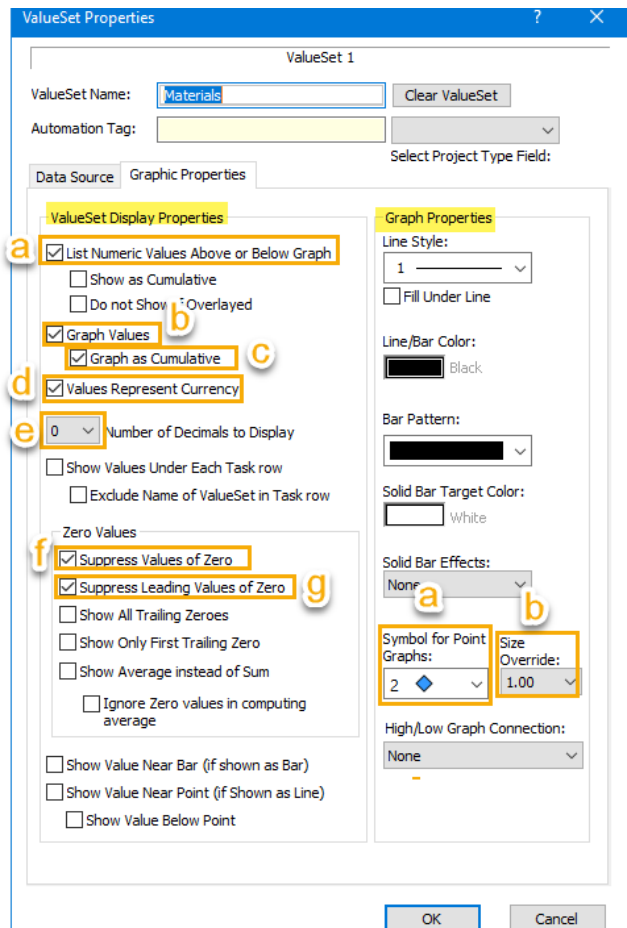 ValueSet Properties ? ×
ValueSet 1
ValueSet Name: Materials Clear ValueSet
Automation Tag:
Select Project Type Field:
Data Source Graphic Properties
ValueSet Display Properties
a List Numeric Values Above or Below Graph
Show as Cumulative
Do not Show if Overlayed
b
Graph Values
Graph as Cumulative c
d Values Represent Currency
e 0 Number of Decimals to Display
Show Values Under Each Task row
Exclude Name of ValueSet in Task row
Zero Values
f Suppress Values of Zero
Suppress Leading Values of Zero g
Show All Trailing Zeroes
Show Only First Trailing Zero
Show Average instead of Sum
Ignore Zero values in computing
average
Show Value Near Bar (if shown as Bar)
Show Value Near Point (if Shown as Line)
Show Value Below Point
Graph Properties
Line Style:
1
Fill Under Line
Line/Bar Color:
Black
Bar Pattern:
Solid Bar Target Color:
White
Solid Bar Effects:
None
a b
Symbol for Point
Graphs:
2
Size
Override:
1.00
High/Low Graph Connection:
None
OK Cancel